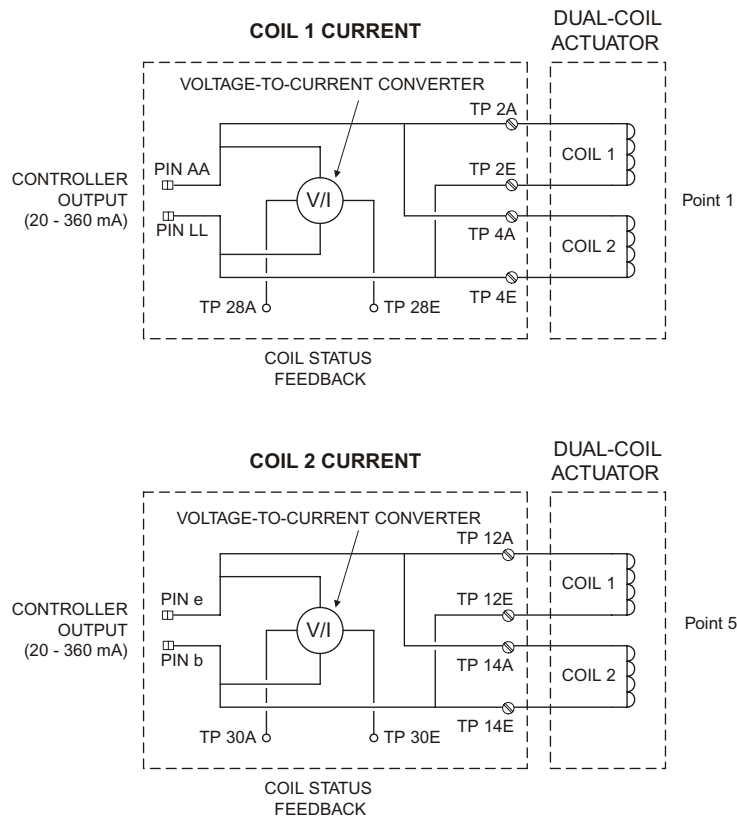 COIL 1 CURRENT
DUAL-COIL
ACTUATOR
VOLTAGE-TO-CURRENT CONVERTER
TP 2A
COIL 1
PIN AA
TP 2E
CONTROLLER
OUTPUT
(20 - 360 mA)
V/I
Point 1
PIN LL
TP 4A
COIL 2
TP 28A
TP 28E
TP 4E
COIL STATUS
FEEDBACK
COIL 2 CURRENT
DUAL-COIL
ACTUATOR
VOLTAGE-TO-CURRENT CONVERTER
TP 12A
COIL 1
PIN e
TP 12E
CONTROLLER
OUTPUT
(20 - 360 mA)
V/I
Point 5
PIN b
TP 14A
COIL 2
TP 30A
TP 30E
TP 14E
COIL STATUS
FEEDBACK